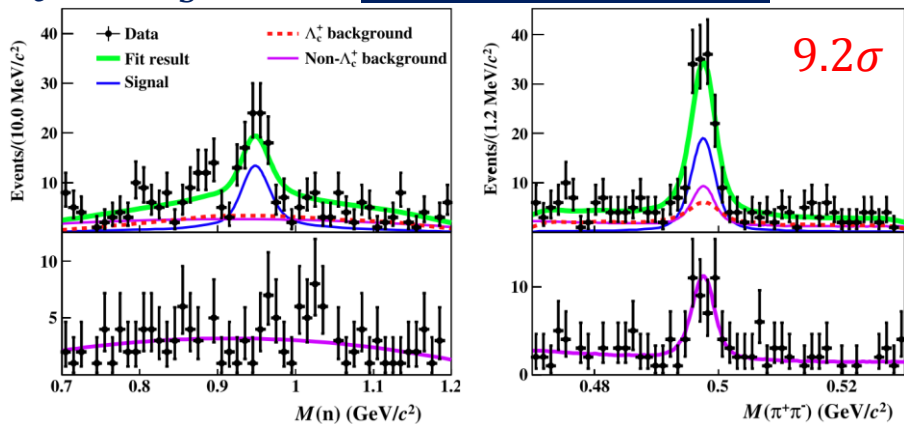 Events/(10.0 MeV/c²)
40
30
20
10
Data
Fit result
Signal
Λc⁺ background
Non-Λc⁺ background
10
5
0.7 0.8 0.9 1 1.1 1.2
M(n) (GeV/c²)
Events/(1.2 MeV/c²)
40
30
20
10
9.2σ
10
0
0.48 0.5 0.52
M(π⁺π⁻) (GeV/c²)